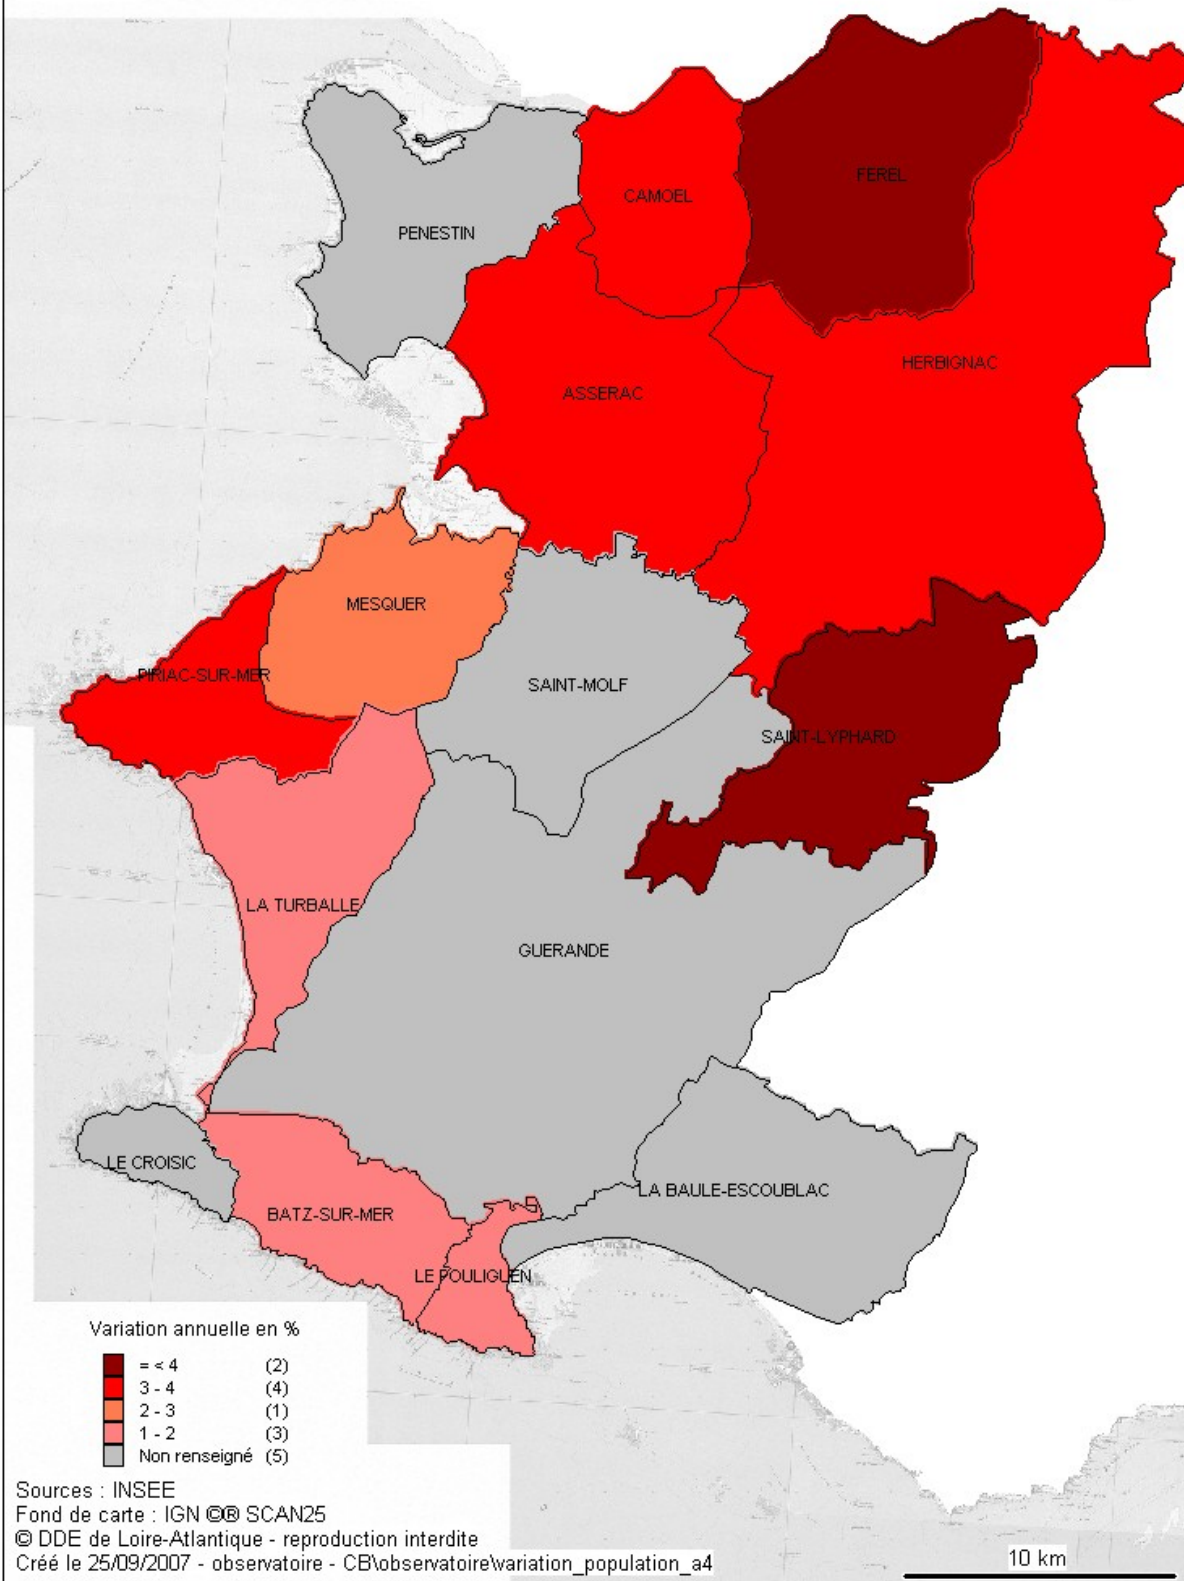 FEREL
CAMOEL
PENESTIN
HERBIGNAC
ASSERAC
MESQUER
PIRIAC-SUR-MER
SAINT-MOLF
SAINT-LYPHARD
LA TURBALLE
GUERANDE
LE CROISIC
LA BAULE-ESCOUBLAC
BATZ-SUR-MER
LE POULIGUEN
Variation annuelle en %
= < 4 (2)
3 - 4 (4)
2 - 3 (1)
1 - 2 (3)
Non renseigné (5)
Sources : INSEE
Fond de carte : IGN ©® SCAN25
© DDE de Loire-Atlantique - reproduction interdite
Créé le 25/09/2007 - observatoire - CB\observatoire\variation_population_a4
10 km